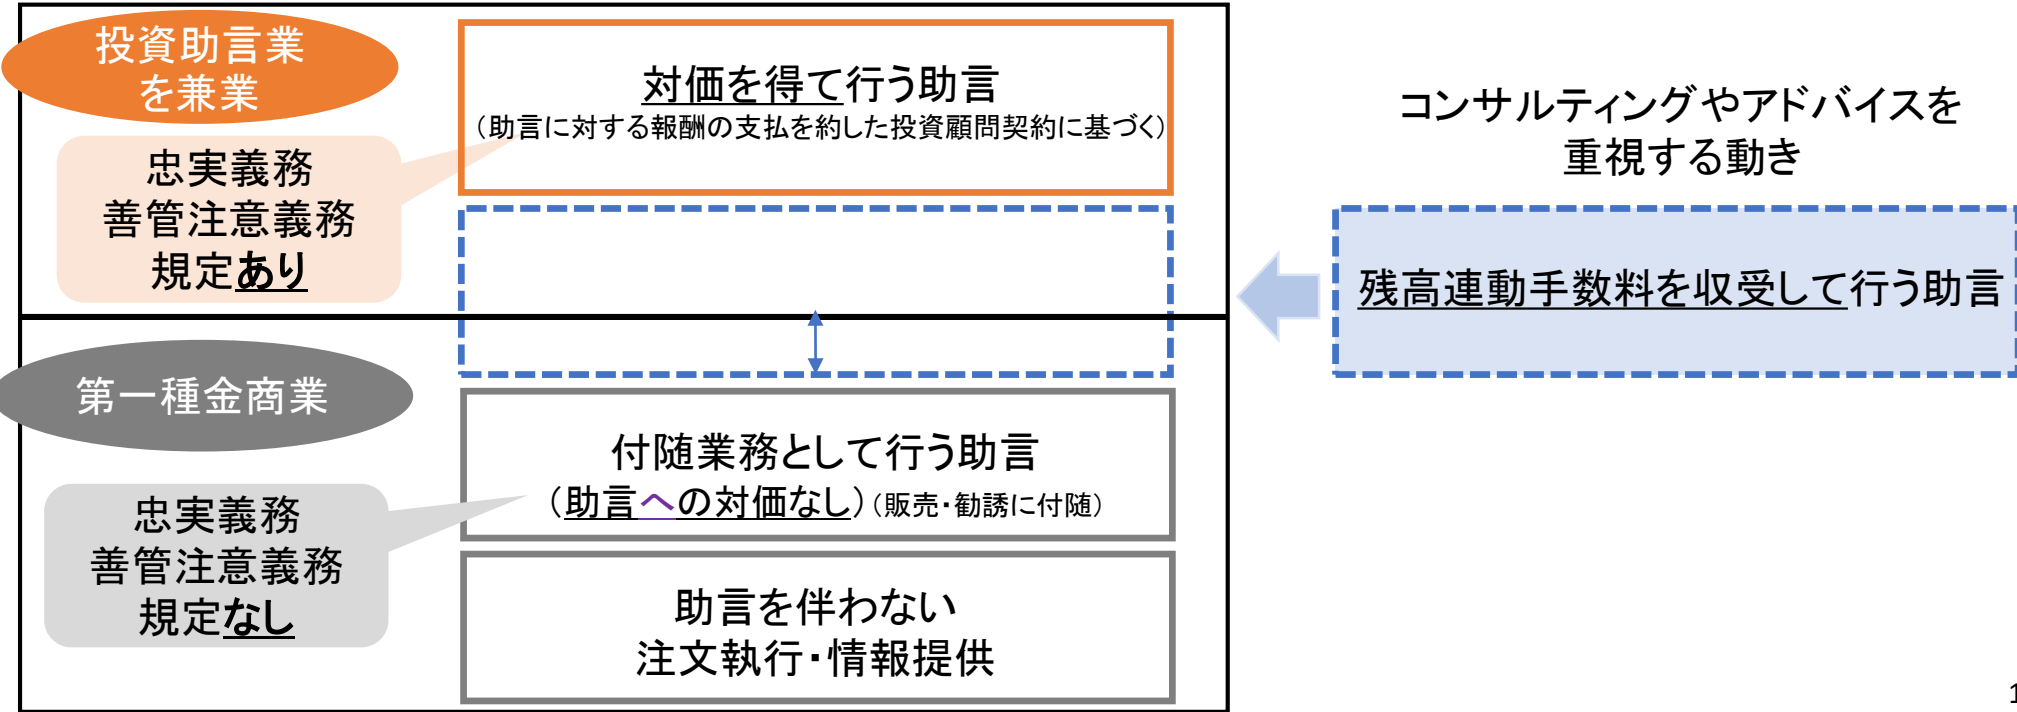 投資助言業
を兼業
対価を得て行う助言
（助言に対する報酬の支払を約した投資顧問契約に基づく）
忠実義務
善管注意義務
規定あり
コンサルティングやアドバイスを
重視する動き
残高連動手数料を収受して行う助言
第一種金商業
付随業務として行う助言
（助言への対価なし）（販売・勧誘に付随）
忠実義務
善管注意義務
規定なし
助言を伴わない
注文執行・情報提供